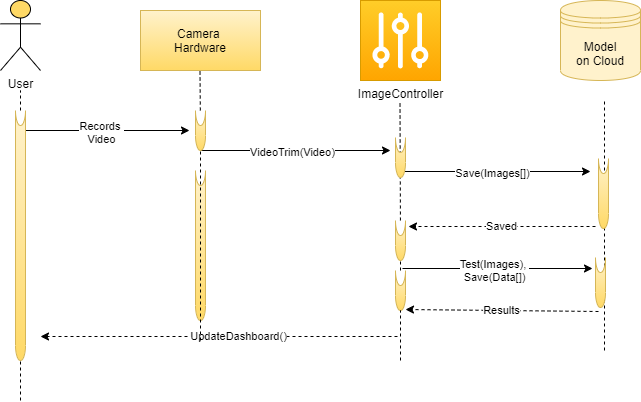 Camera
Hardware
Model
on Cloud
User
ImageController
Records
Video
VideoTrim(Video)
Save(Images[])
Saved
Test(Images),
Save(Data[])
Results
UpdateDashboard()